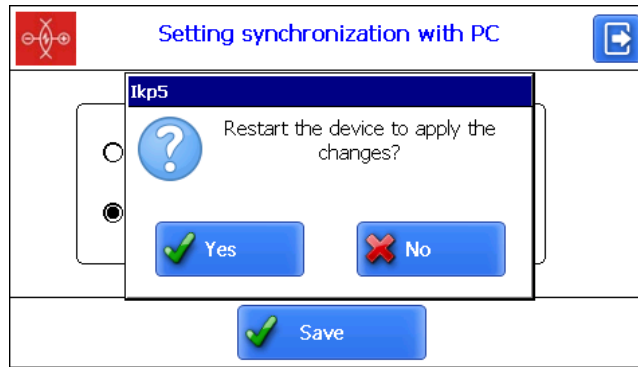 Setting synchronization with PC
Ikp5
Restart the device to apply the
changes?
Yes
No
Save